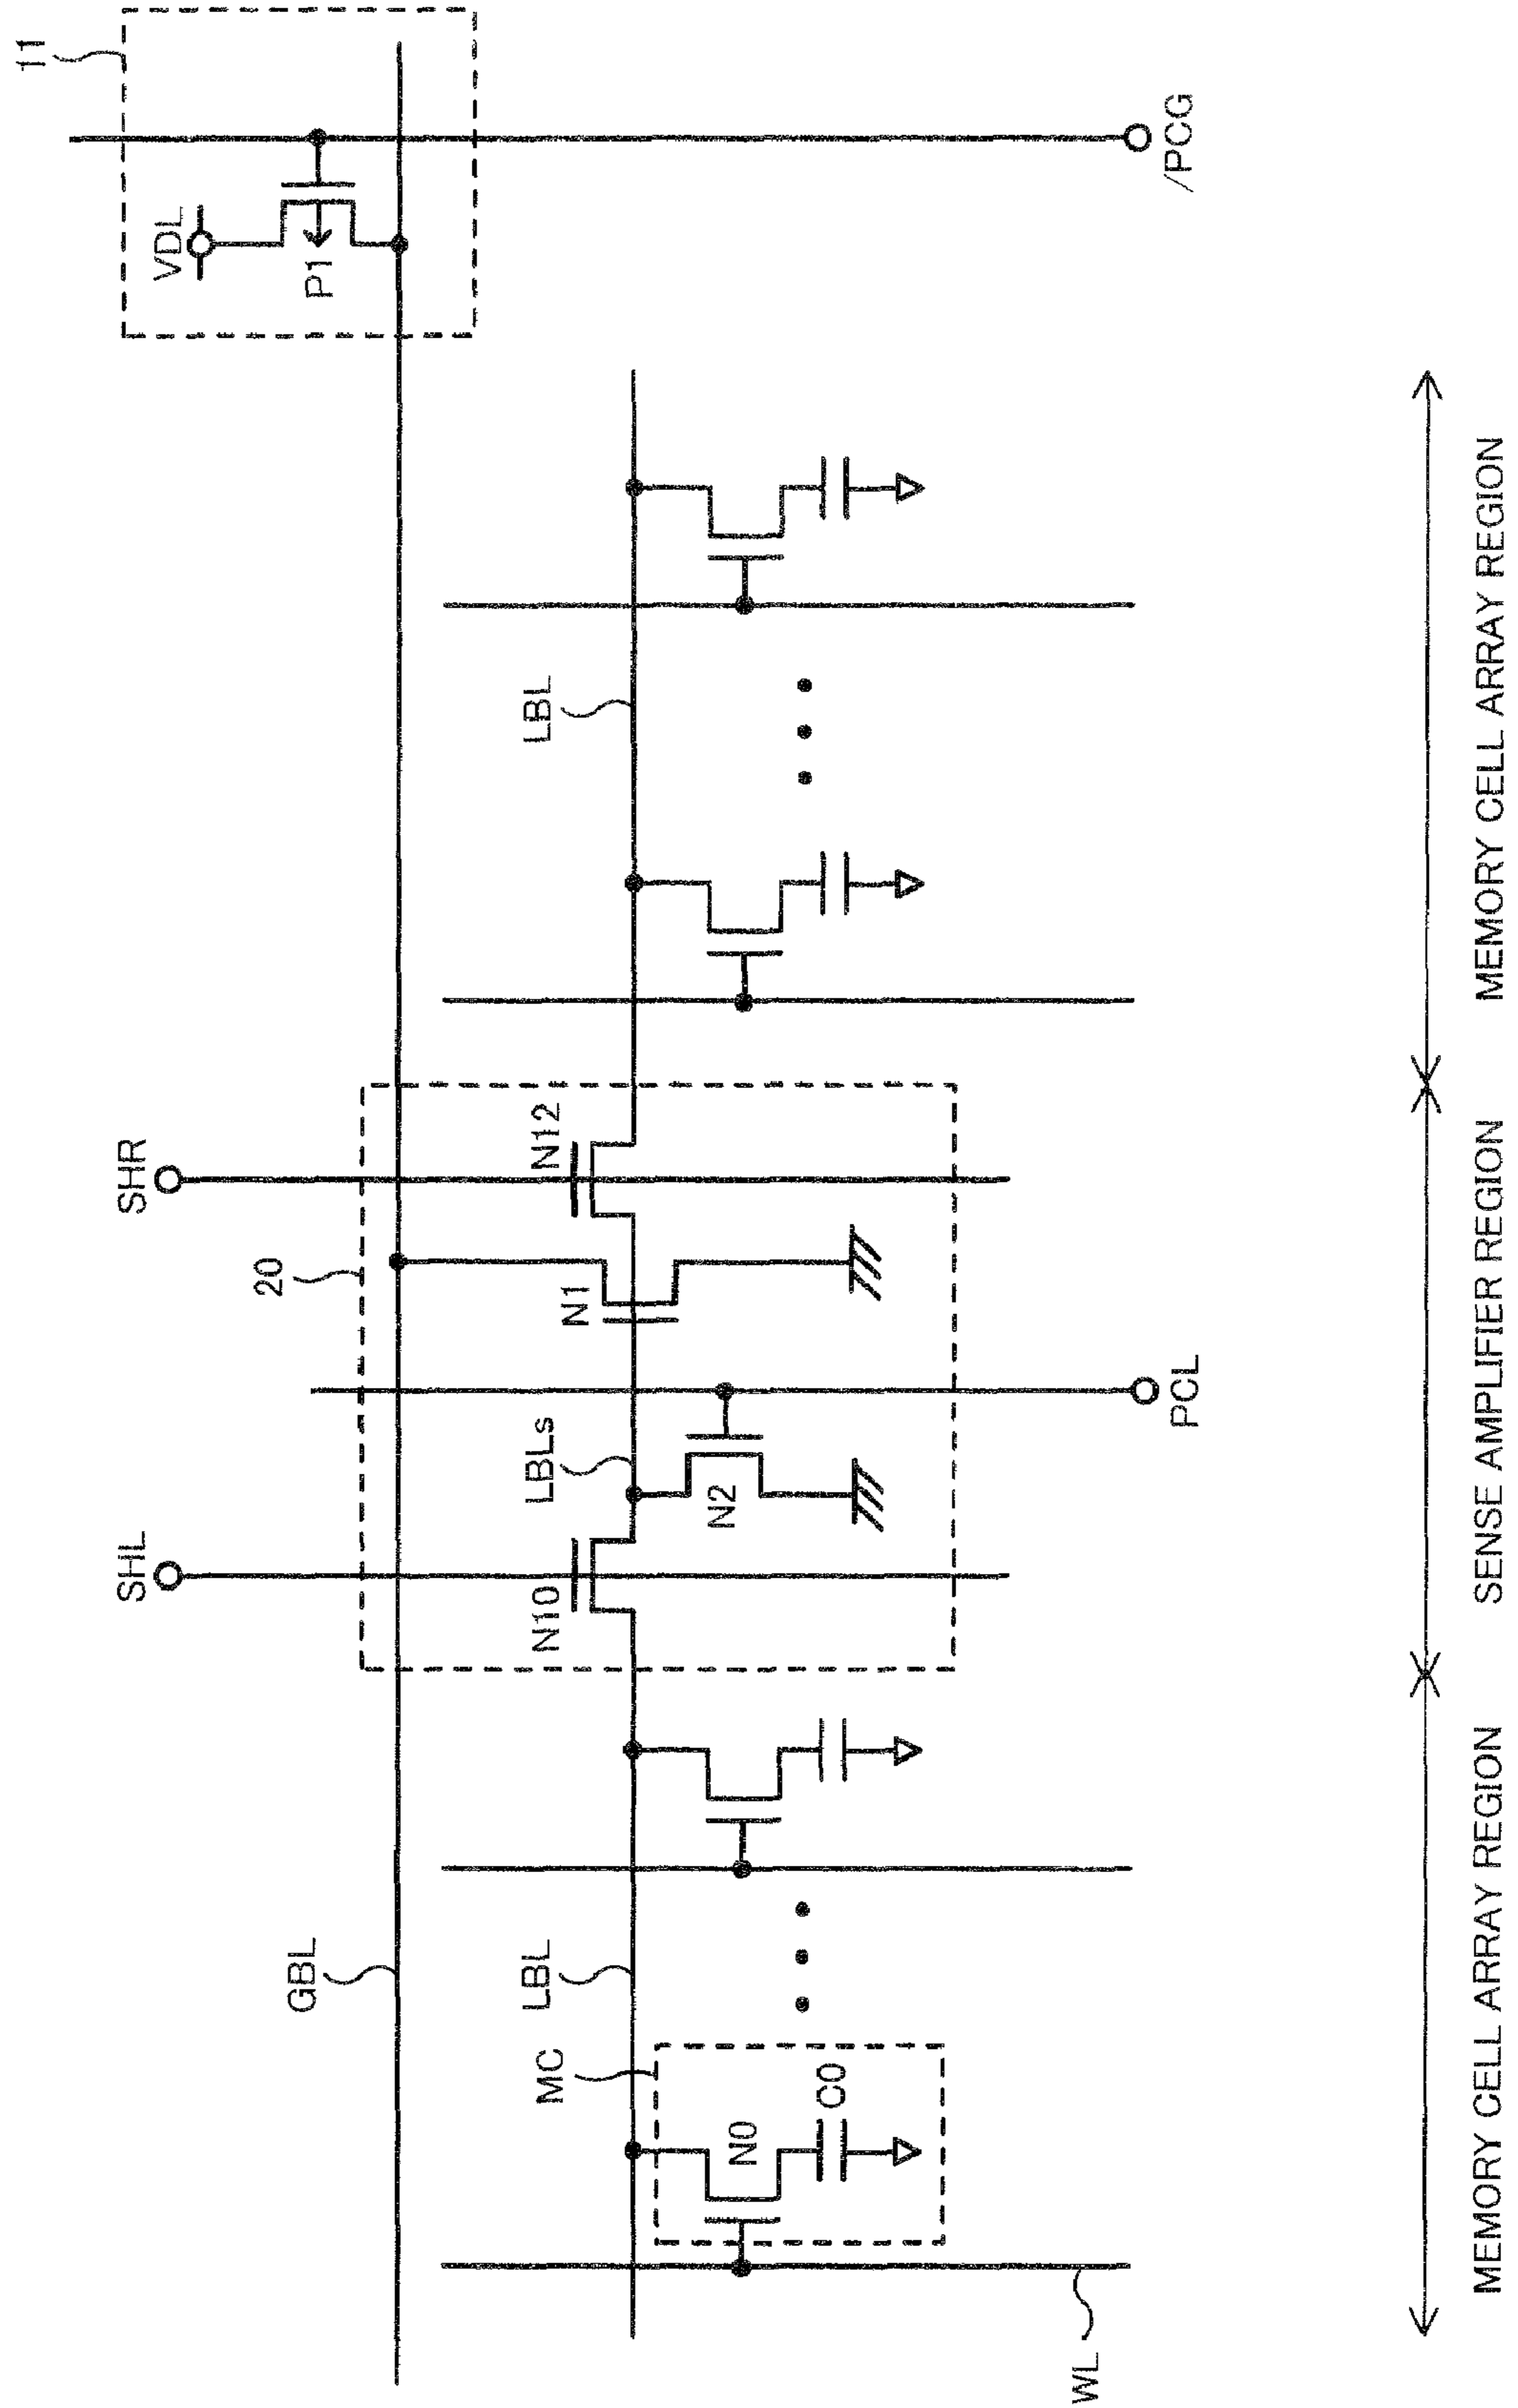 SHL
SHR
11
VDL
P1
20
GBL
MC
LBL
N10
LBLs
N1
N12
LBL
N0
C0
N2
WL
PCL
/PCG
MEMORY CELL ARRAY REGION
SENSE AMPLIFIER REGION
MEMORY CELL ARRAY REGION